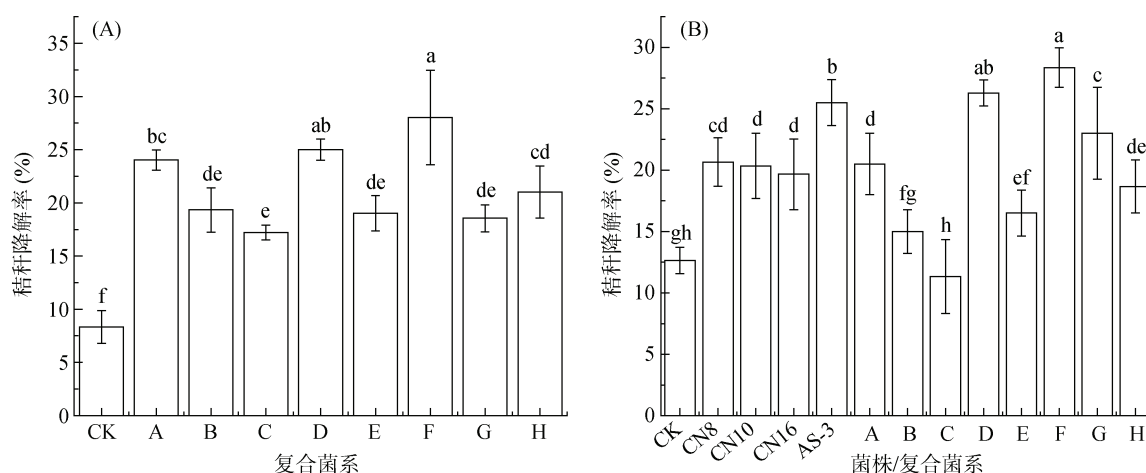 (A)
35
30
25
20
15
10
5
0
秸秆降解率 (%)
f
bc
de
e
ab
de
a
de
cd
CK A B C D E F G H
复合菌系
(B)
30
25
20
15
10
5
0
秸秆降解率 (%)
gh
cd
d
d
b
d
fg
h
ab
ef
a
c
de
CK CN8 CN10 CN16 AS-3 A B C D E F G H
菌株/复合菌系